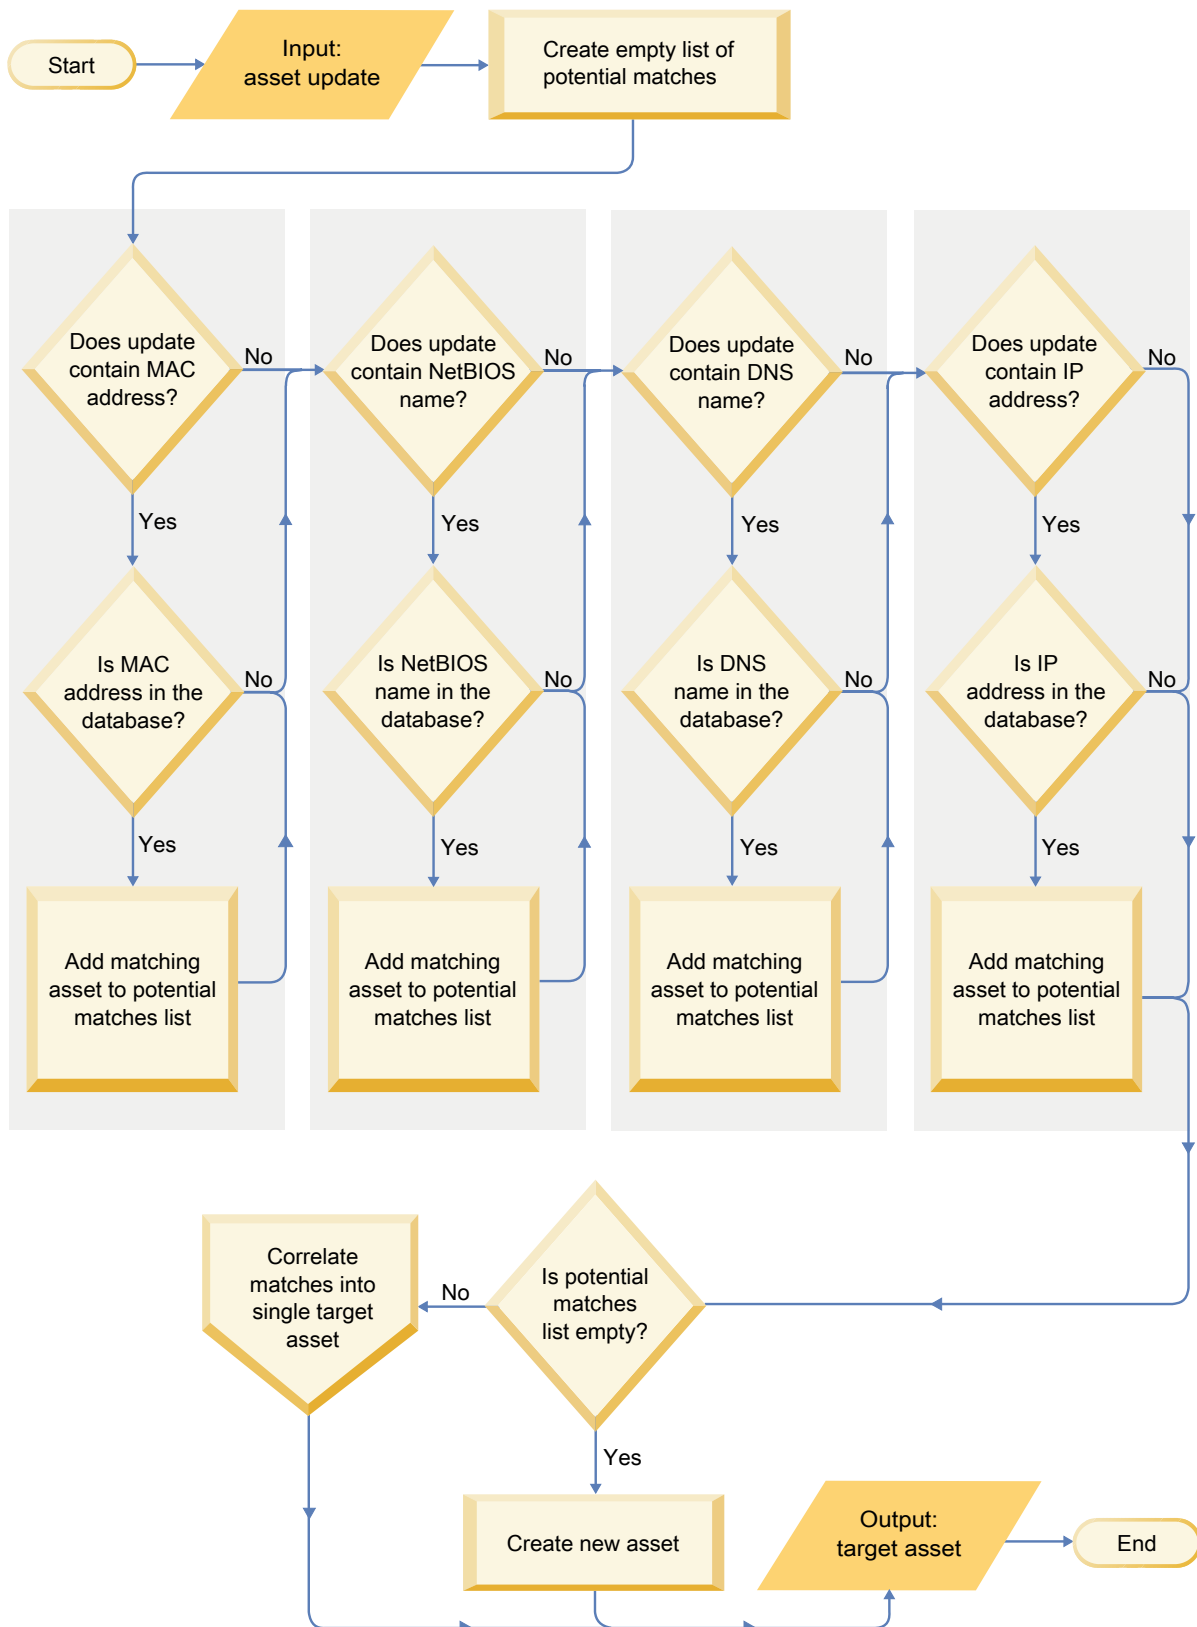 Start
Input:
asset update
Create empty list of
potential matches
Does update
contain MAC
address?
No
Yes
Is MAC
address in the
database?
No
Yes
Add matching
asset to potential
matches list
Does update
contain NetBIOS
name?
No
Yes
Is NetBIOS
name in the
database?
No
Yes
Add matching
asset to potential
matches list
Does update
contain DNS
name?
No
Yes
Is DNS
name in the
database?
No
Yes
Add matching
asset to potential
matches list
Does update
contain IP
address?
No
Yes
Is IP
address in the
database?
No
Yes
Add matching
asset to potential
matches list
Is potential
matches
list empty?
No
Correlate
matches into
single target
asset
Yes
Create new asset
Output:
target asset
End